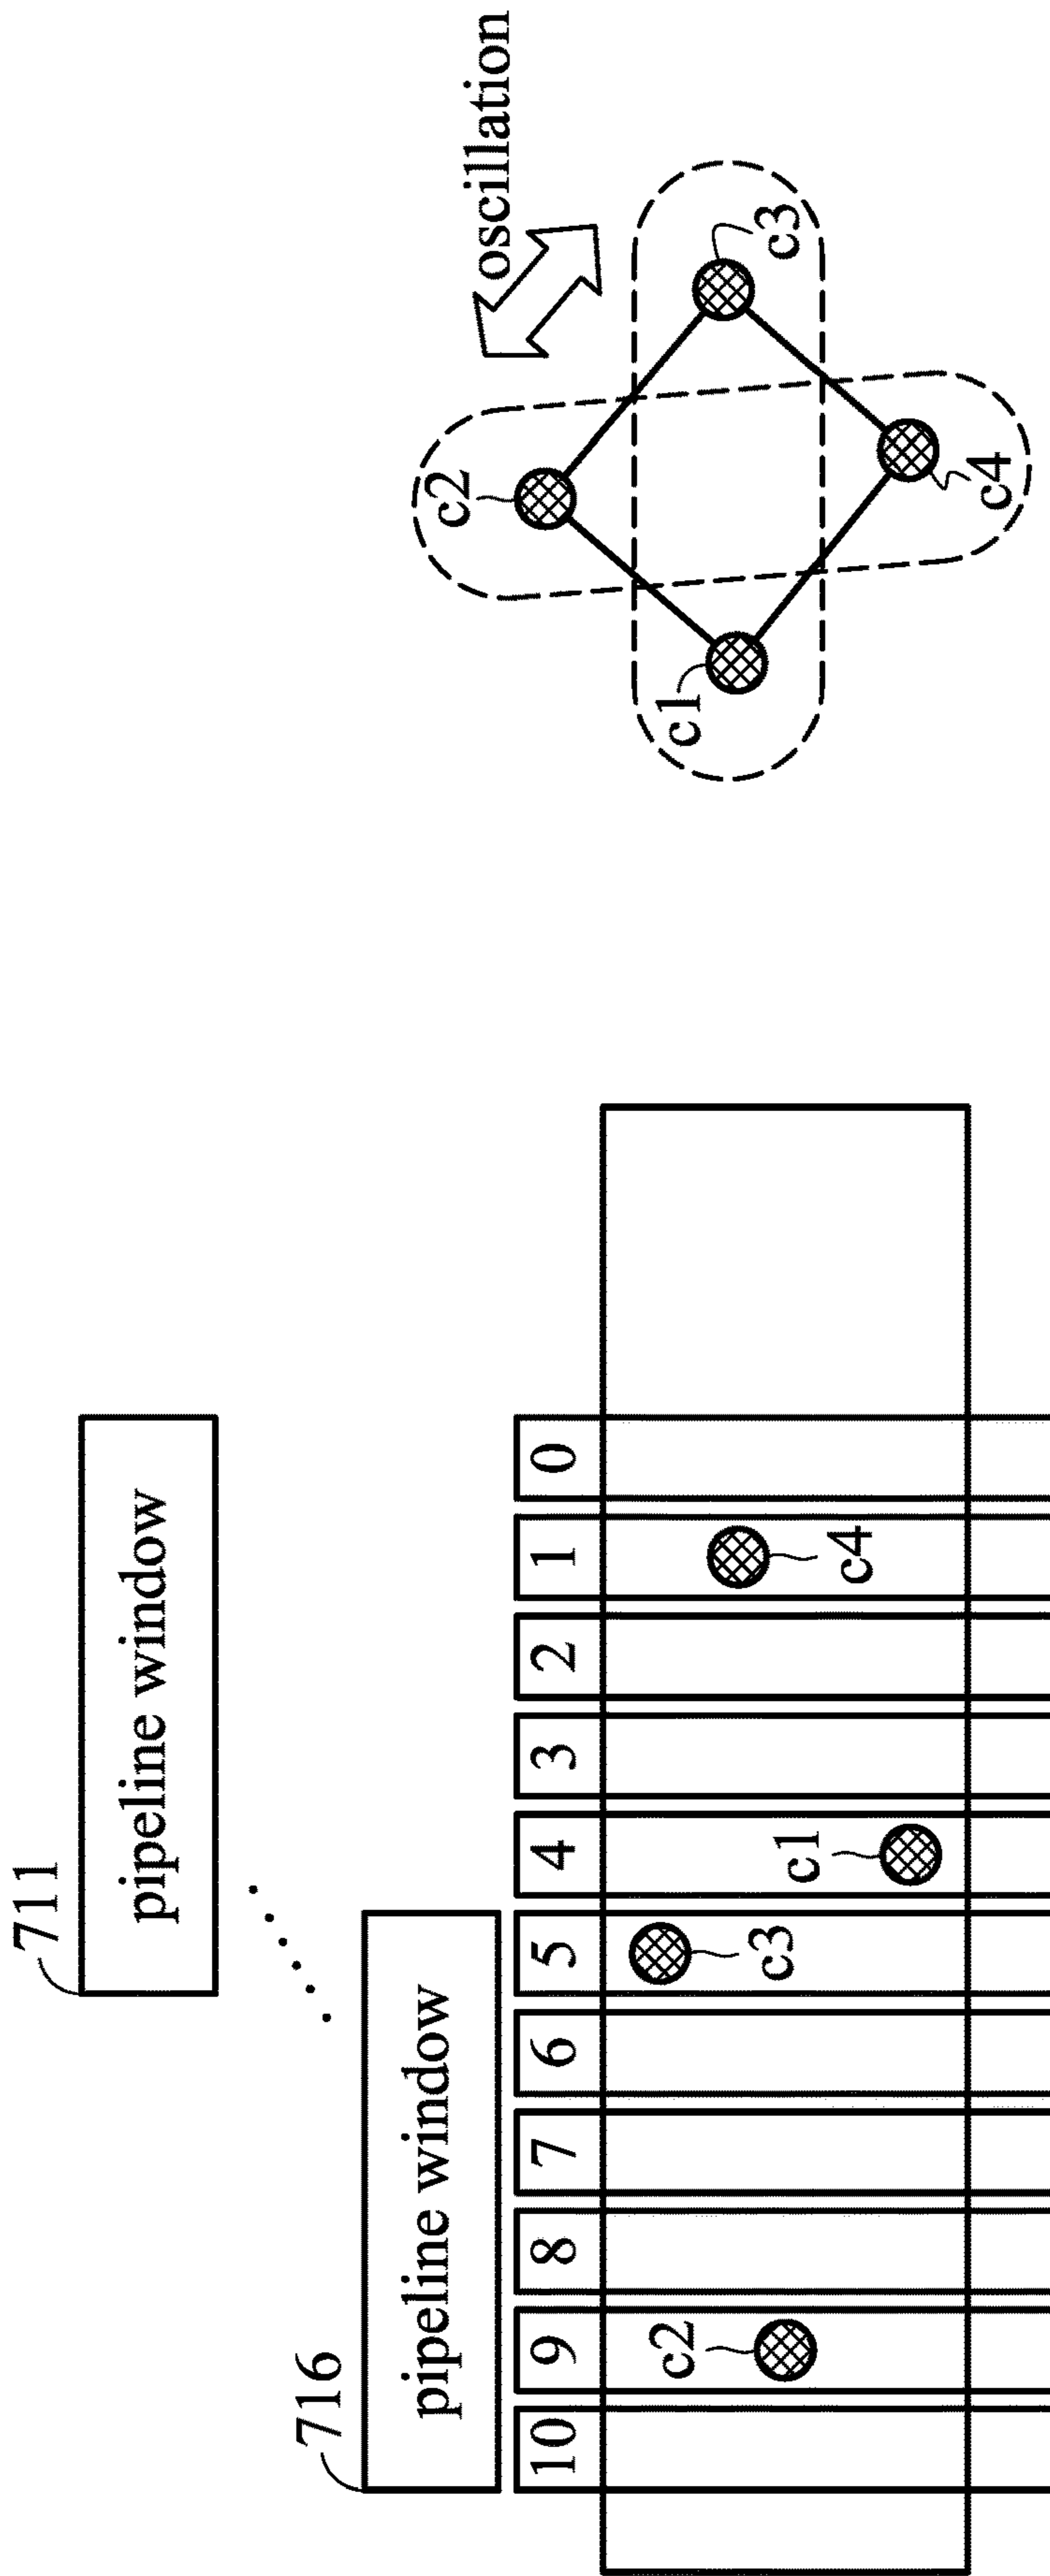 711
pipeline window
716
pipeline window
10 9 8 7 6 5 4 3 2 1 0
c2
c3
c1
c4
oscillation
c2
c3
c1
c4